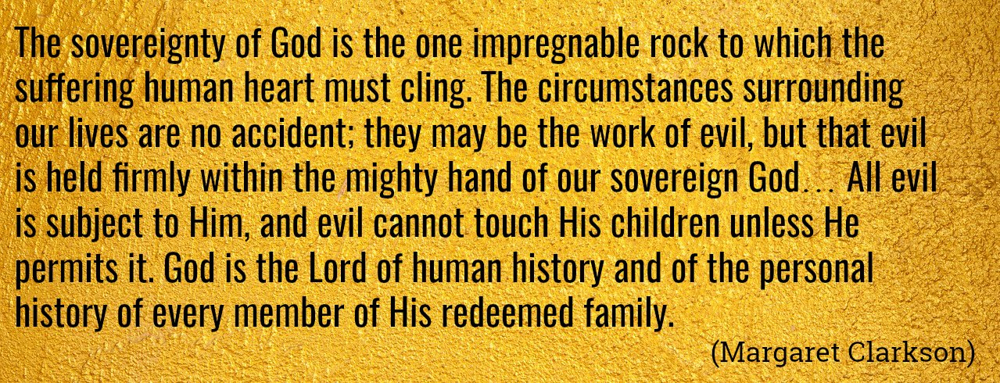 The sovereignty of God is the one impregnable rock to which the
suffering human heart must cling. The circumstances surrounding
our lives are no accident; they may be the work of evil, but that evil
is held firmly within the mighty hand of our sovereign God… All evil
is subject to Him, and evil cannot touch His children unless He
permits it. God is the Lord of human history and of the personal
history of every member of His redeemed family.
(Margaret Clarkson)